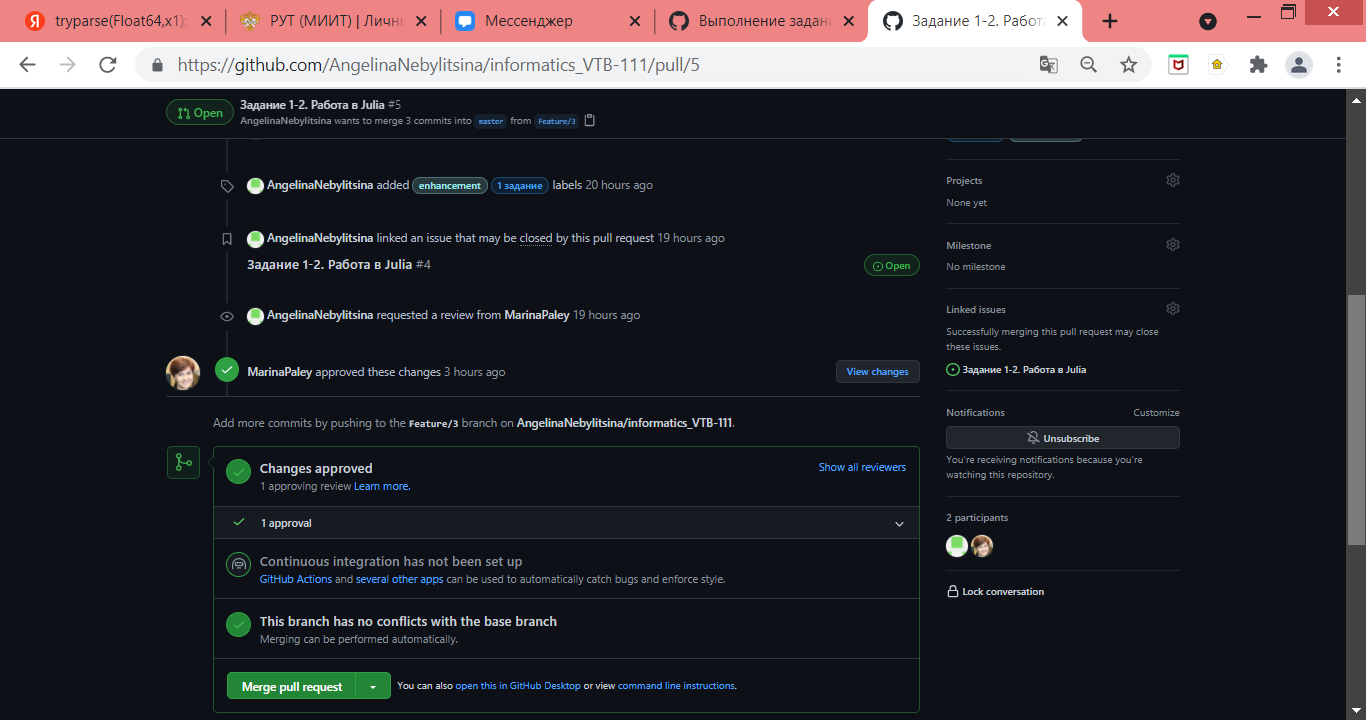 tryparse(Float64,x1);
РУТ (МИИТ) | Личны
Мессенджер
Выполнение задани
Задание 1-2. Работа
https://github.com/AngelinaNebylitsina/informatics_VTB-111/pull/5
Open
Задание 1-2. Работа в Julia #5
AngelinaNebylitsina wants to merge 3 commits into master from Feature/3
AngelinaNebylitsina added enhancement 1 задание labels 20 hours ago
AngelinaNebylitsina linked an issue that may be closed by this pull request 19 hours ago
Задание 1-2. Работа в Julia #4
Open
AngelinaNebylitsina requested a review from MarinaPaley 19 hours ago
MarinaPaley approved these changes 3 hours ago
View changes
Add more commits by pushing to the Feature/3 branch on AngelinaNebylitsina/informatics_VTB-111.
Changes approved
Show all reviewers
1 approving review Learn more.
1 approval
Continuous integration has not been set up
GitHub Actions and several other apps can be used to automatically catch bugs and enforce style.
This branch has no conflicts with the base branch
Merging can be performed automatically.
Merge pull request
You can also open this in GitHub Desktop or view command line instructions.
Projects
None yet
Milestone
No milestone
Linked issues
Successfully merging this pull request may close
these issues.
Задание 1-2. Работа в Julia
Notifications
Customize
Unsubscribe
You're receiving notifications because you're
watching this repository.
2 participants
Lock conversation